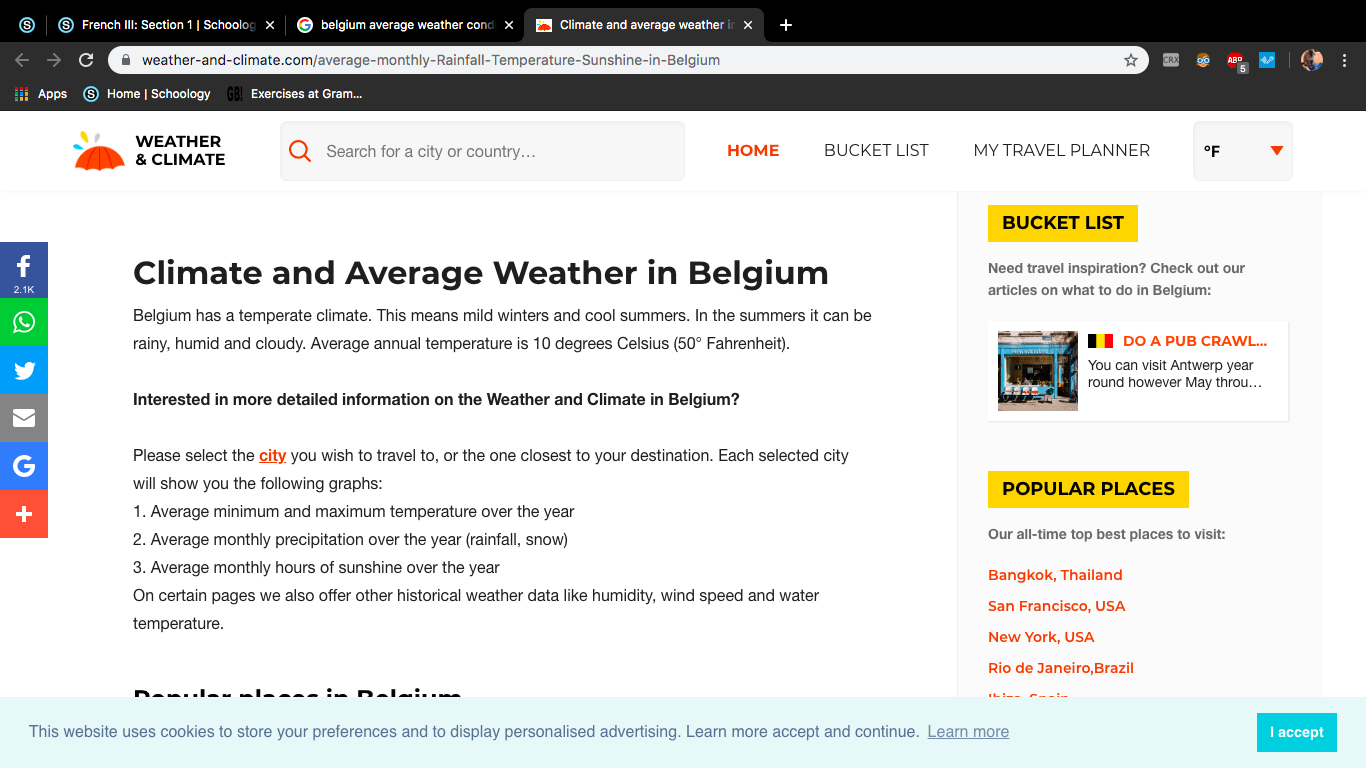 French III: Section 1 | Schoolog
belgium average weather cond
Climate and average weather in
weather-and-climate.com/average-monthly-Rainfall-Temperature-Sunshine-in-Belgium
CRX
ABP
5
Apps
Home | Schoology
GB!
Exercises at Gram...
WEATHER
& CLIMATE
Search for a city or country...
HOME
BUCKET LIST
MY TRAVEL PLANNER
°F
2.1K
Climate and Average Weather in Belgium
Belgium has a temperate climate. This means mild winters and cool summers. In the summers it can be
rainy, humid and cloudy. Average annual temperature is 10 degrees Celsius (50° Fahrenheit).
Interested in more detailed information on the Weather and Climate in Belgium?
Please select the city you wish to travel to, or the one closest to your destination. Each selected city
will show you the following graphs:
1. Average minimum and maximum temperature over the year
2. Average monthly precipitation over the year (rainfall, snow)
3. Average monthly hours of sunshine over the year
On certain pages we also offer other historical weather data like humidity, wind speed and water
temperature.
Popular places in Belgium
BUCKET LIST
Need travel inspiration? Check out our
articles on what to do in Belgium:
DO A PUB CRAWL...
You can visit Antwerp year
round however May throu...
POPULAR PLACES
Our all-time top best places to visit:
Bangkok, Thailand
San Francisco, USA
New York, USA
Rio de Janeiro,Brazil
Ibiza, Spain
This website uses cookies to store your preferences and to display personalised advertising. Learn more accept and continue. Learn more
I accept